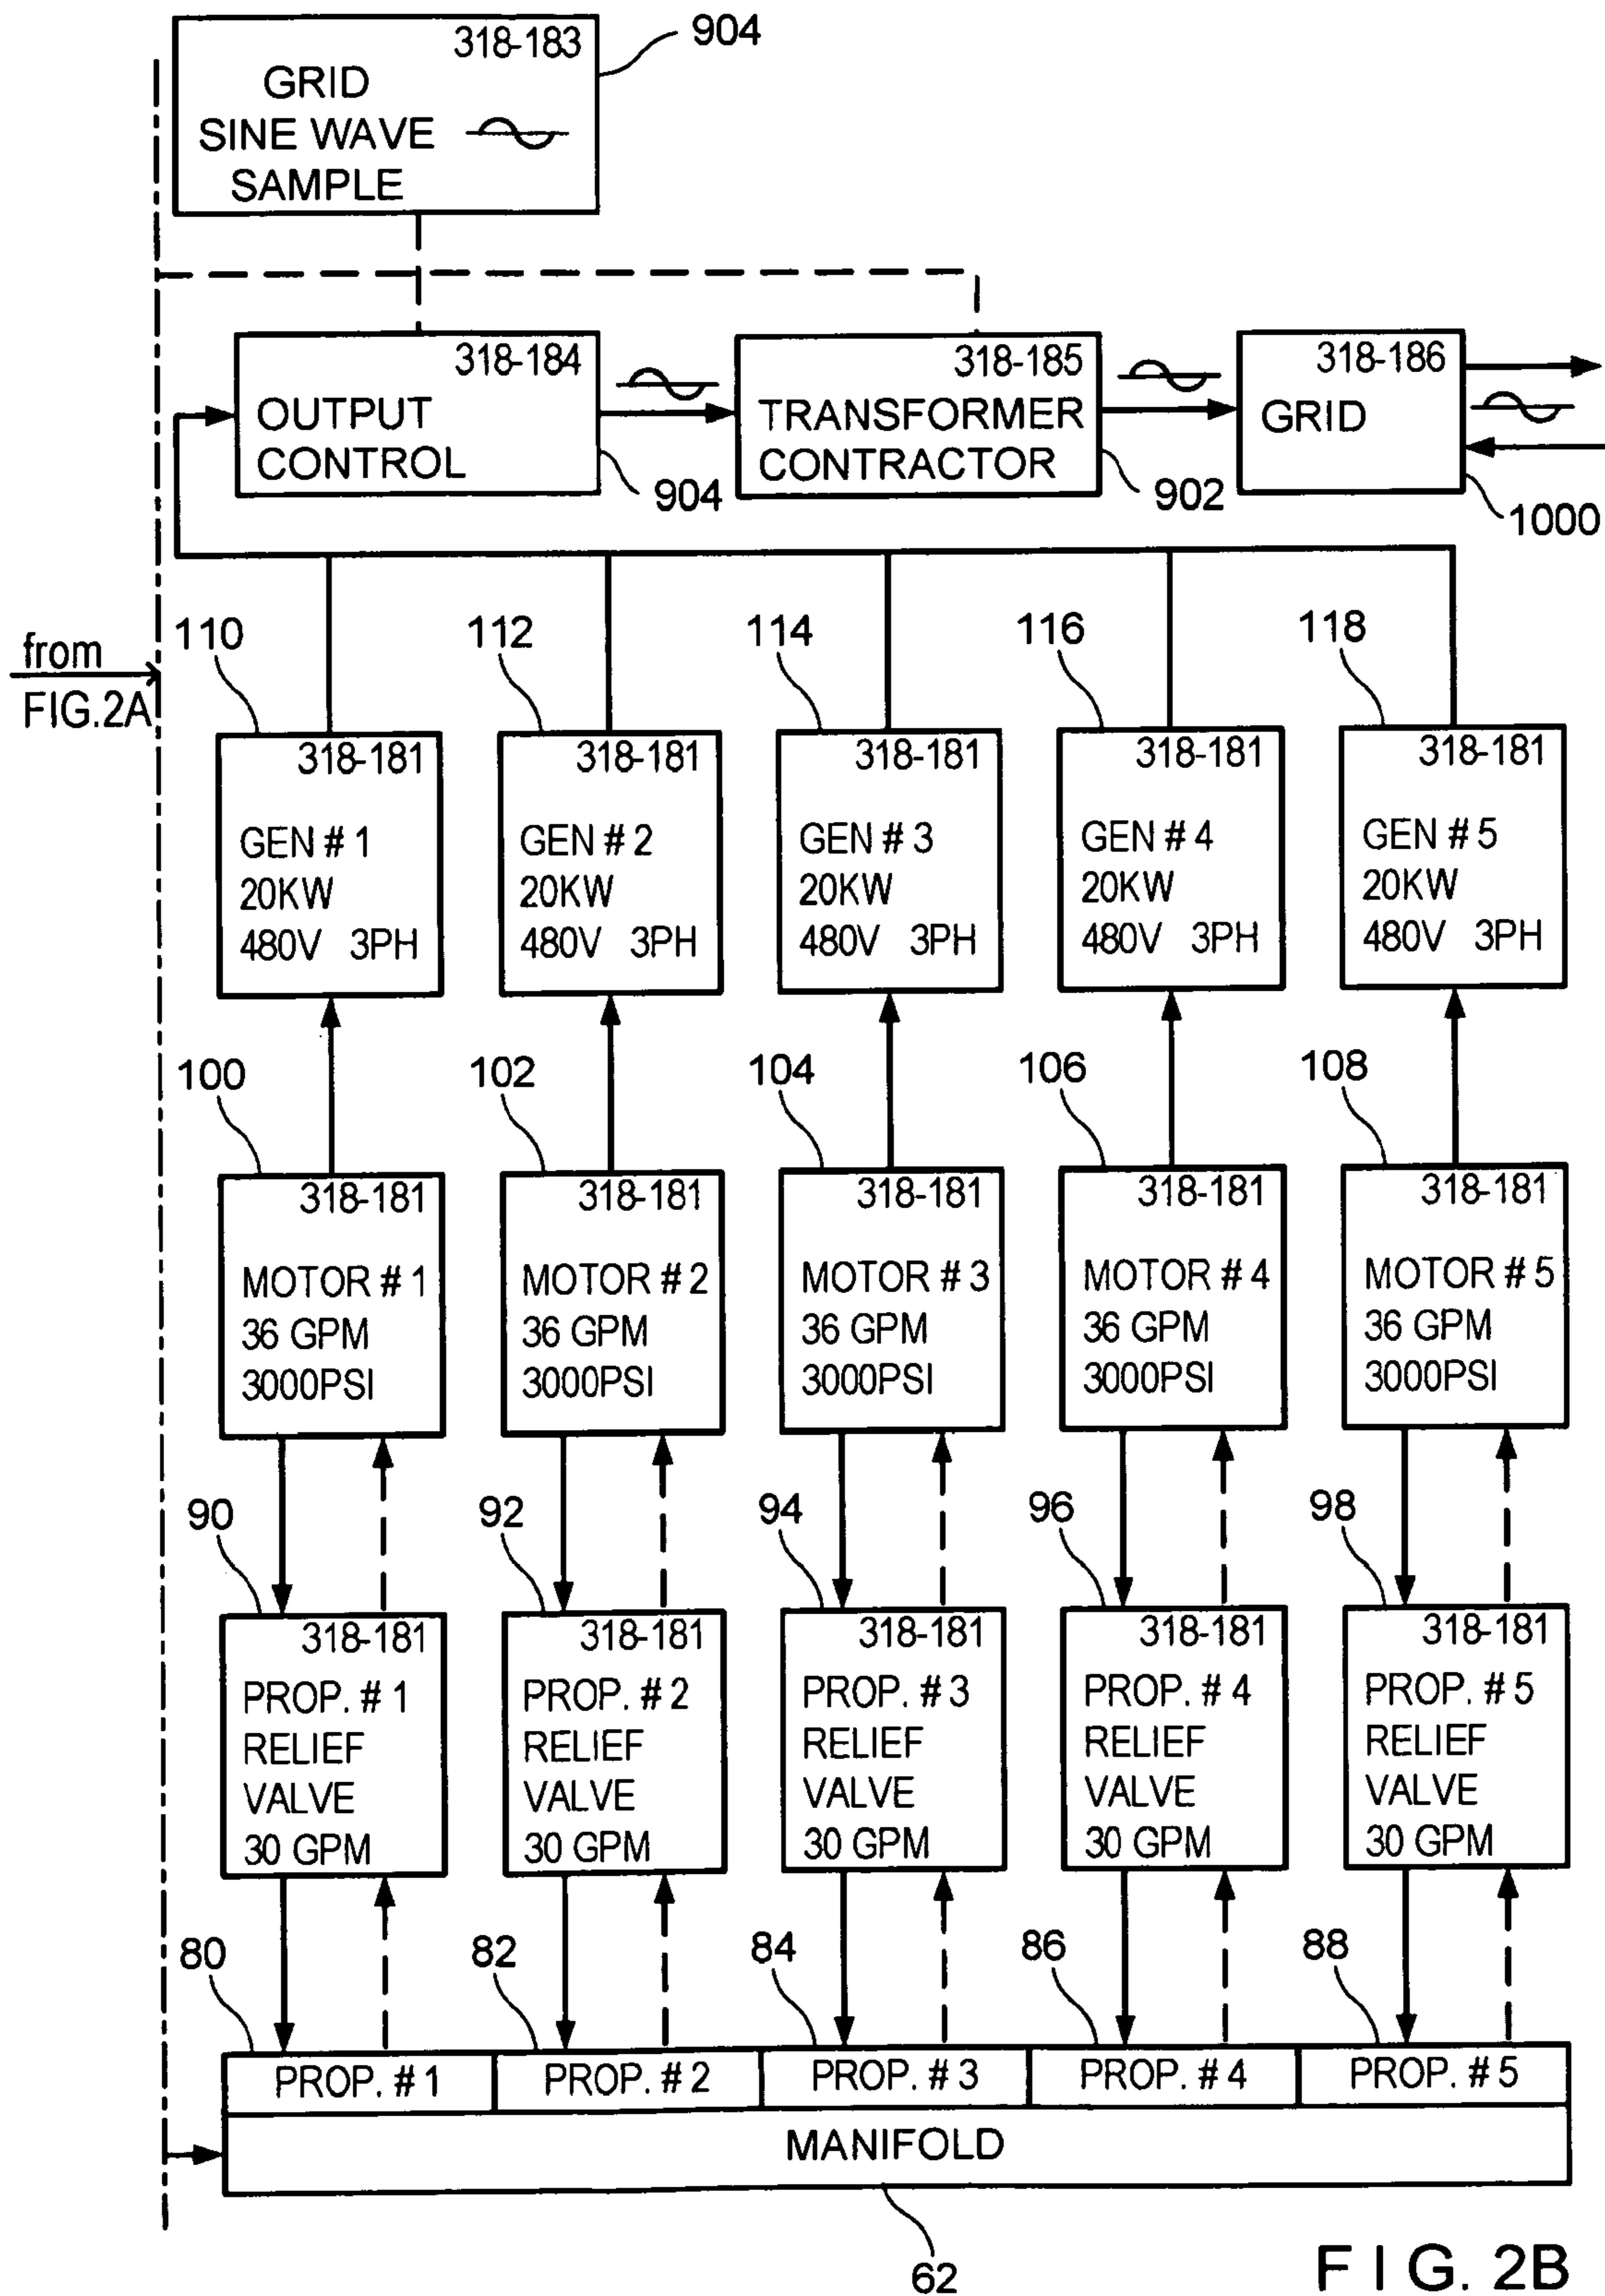 318-183
904
GRID
SINE WAVE
SAMPLE
318-184
OUTPUT
CONTROL
904
318-185
TRANSFORMER
CONTRACTOR
902
318-186
GRID
1000
from
FIG.2A
110
112
114
116
118
318-181
GEN # 1
20KW
480V 3PH
318-181
GEN # 2
20KW
480V 3PH
318-181
GEN # 3
20KW
480V 3PH
318-181
GEN # 4
20KW
480V 3PH
318-181
GEN # 5
20KW
480V 3PH
100
102
104
106
108
318-181
MOTOR # 1
36 GPM
3000PSI
318-181
MOTOR # 2
36 GPM
3000PSI
318-181
MOTOR # 3
36 GPM
3000PSI
318-181
MOTOR # 4
36 GPM
3000PSI
318-181
MOTOR # 5
36 GPM
3000PSI
90
92
94
96
98
318-181
PROP. # 1
RELIEF
VALVE
30 GPM
318-181
PROP. # 2
RELIEF
VALVE
30 GPM
318-181
PROP. # 3
RELIEF
VALVE
30 GPM
318-181
PROP. # 4
RELIEF
VALVE
30 GPM
318-181
PROP. # 5
RELIEF
VALVE
30 GPM
80
82
84
86
88
PROP. # 1
PROP. # 2
PROP. # 3
PROP. # 4
PROP. # 5
MANIFOLD
62
FIG. 2B